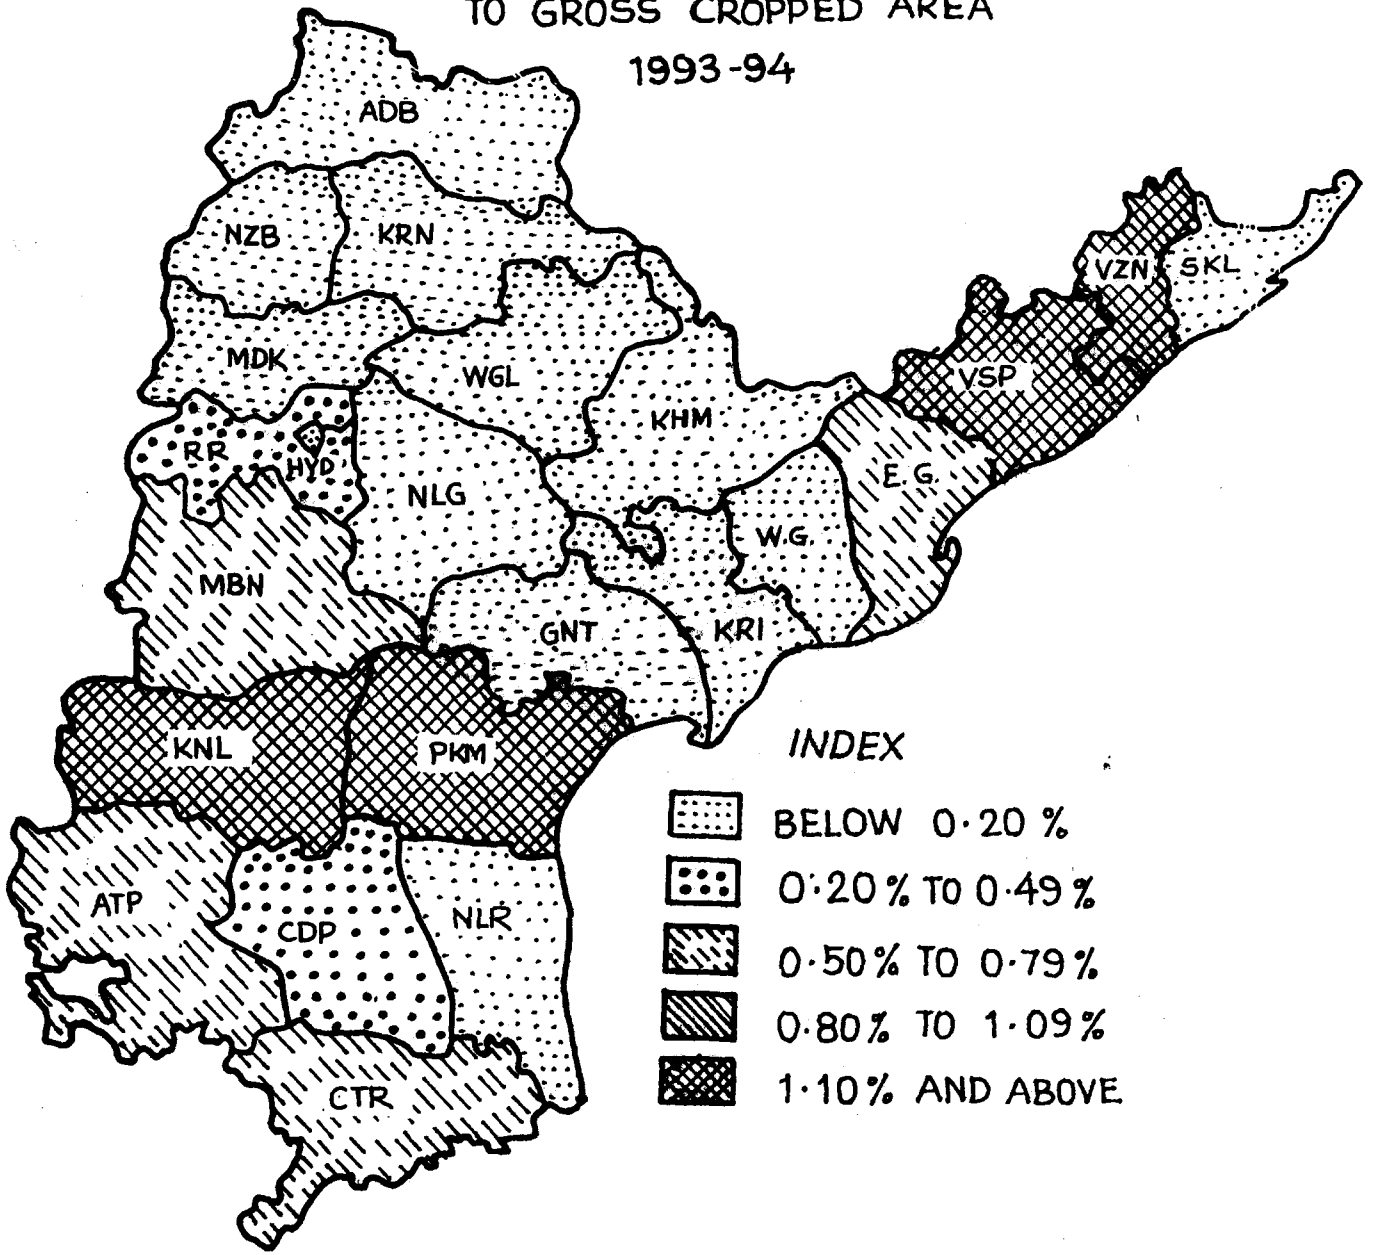 TO GROSS CROPPED AREA
1993-94
ADB
NZB
KRN
VZN
SKL
MDK
WGL
VSP
KHM
RR
HYD
E.G.
NLG
W.G.
MBN
GNT
KRI
KNL
PKM
INDEX
BELOW 0.20 %
0.20% TO 0.49%
ATP
CDP
NLR
0.50% TO 0.79%
0.80% TO 1.09%
1.10% AND ABOVE
CTR